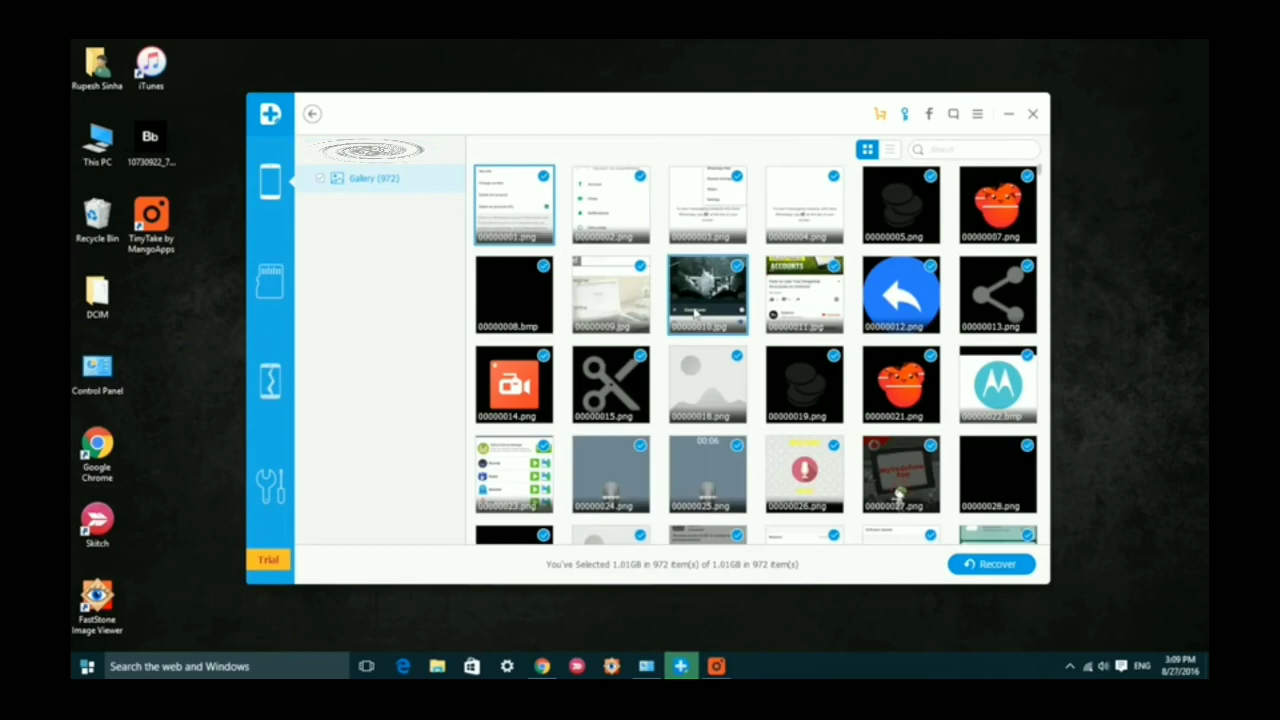 Rupesh Sinha
iTunes
This PC
Bb
10730922_7...
Recycle Bin
TinyTake by
MangoApps
DCIM
Control Panel
Google
Chrome
Skitch
FastStone
Image Viewer
Trial
Gallery (972)
Search
00000001.png
00000002.png
00000003.png
00000004.png
00000005.png
00000007.png
00000008.bmp
00000009.jpg
00000010.jpg
ACCOUNTS
00000011.jpg
00000012.png
00000013.png
00000014.png
00000015.png
00000018.png
00000019.png
00000021.png
00000022.bmp
00000023.png
00000024.png
00:06
00000025.png
00000026.png
00000027.png
00000028.png
You've Selected 1.01GB in 972 item(s) of 1.01GB in 972 item(s)
Recover
Search the web and Windows
ENG
3:09 PM
8/27/2016